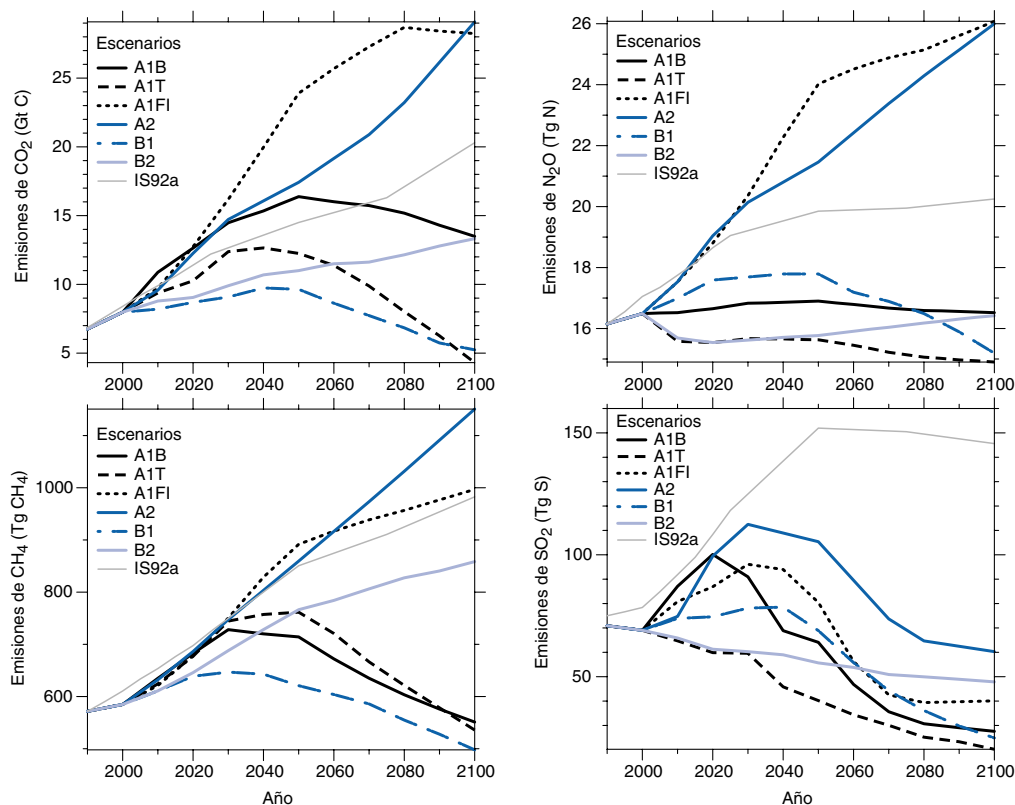 Emisiones de CO₂ (Gt C)
25
20
15
10
5
Escenarios
A1B
A1T
A1FI
A2
B1
B2
IS92a
2000 2020 2040 2060 2080 2100
Emisiones de N₂O (Tg N)
26
24
22
20
18
16
Escenarios
A1B
A1T
A1FI
A2
B1
B2
IS92a
2000 2020 2040 2060 2080 2100
Emisiones de CH₄ (Tg CH₄)
1000
800
600
Escenarios
A1B
A1T
A1FI
A2
B1
B2
IS92a
2000 2020 2040 2060 2080 2100
Año
Emisiones de SO₂ (Tg S)
150
100
50
Escenarios
A1B
A1T
A1FI
A2
B1
B2
IS92a
2000 2020 2040 2060 2080 2100
Año